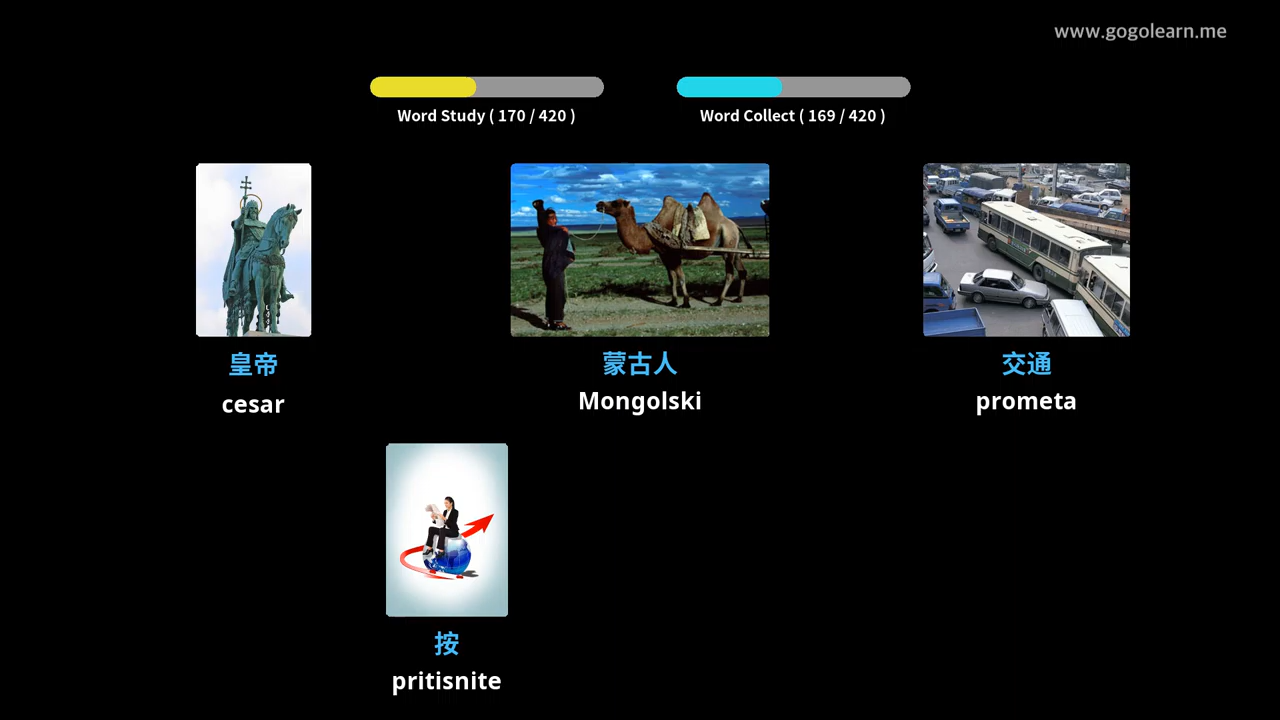 www.gogolearn.me
Word Study ( 170 / 420 )
Word Collect ( 169 / 420 )
皇帝
cesar
蒙古人
Mongolski
交通
prometa
按
pritisnite